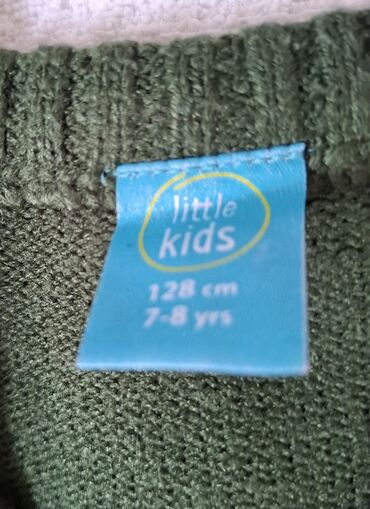 little
kids
128 cm
7-8 yrs